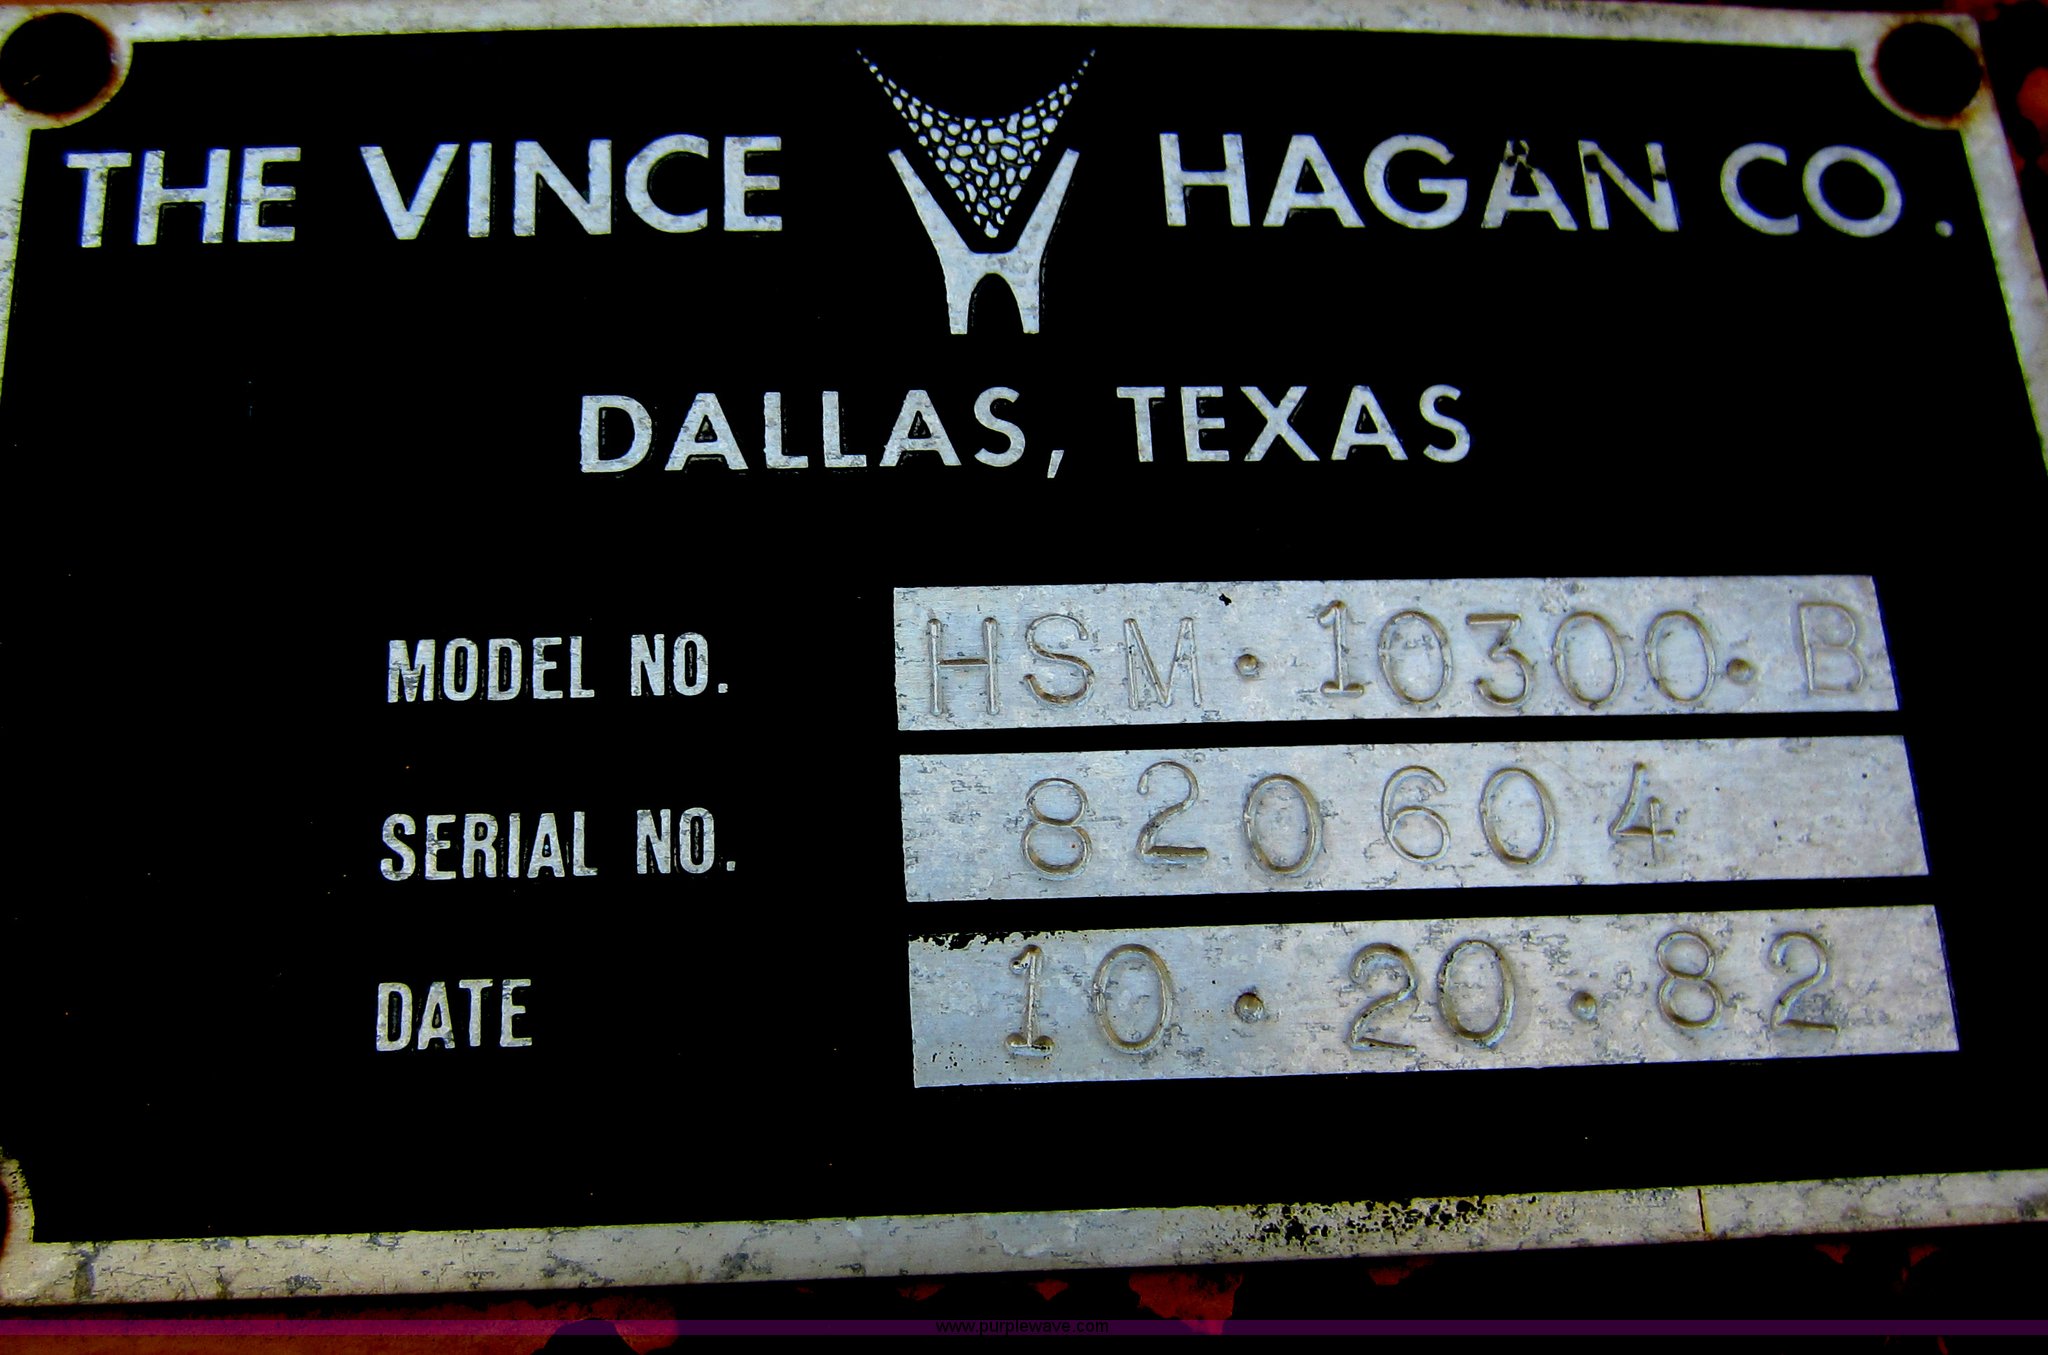 THE VINCE HAGAN CO.
DALLAS, TEXAS
MODEL NO. HSM·10300·B
SERIAL NO. 820604
DATE 10·20·82
www.purplewave.com